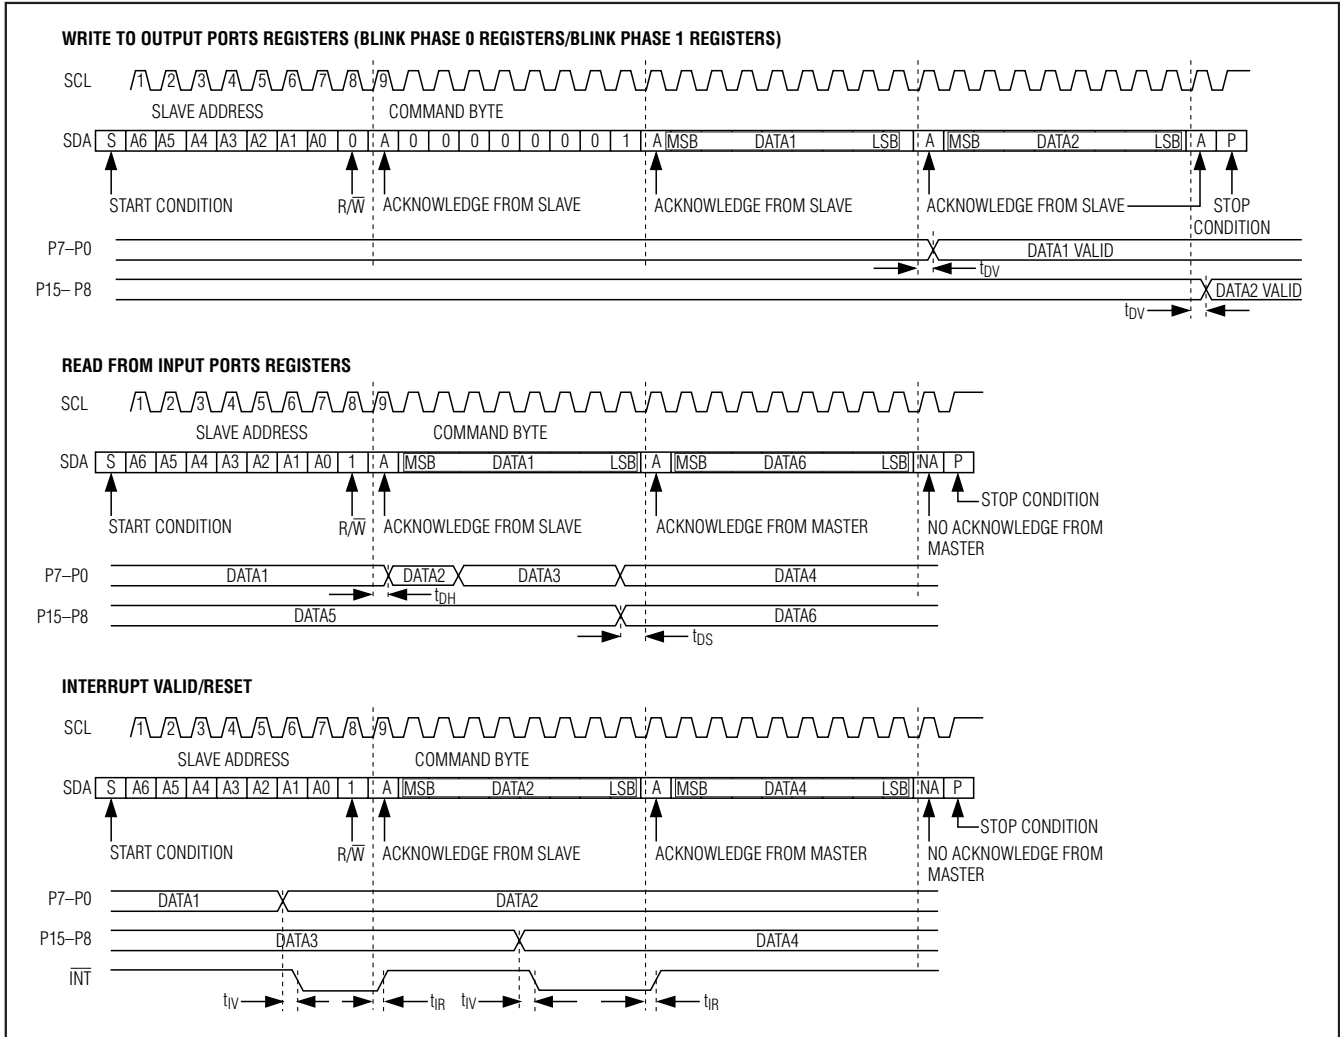 WRITE TO OUTPUT PORTS REGISTERS (BLINK PHASE 0 REGISTERS/BLINK PHASE 1 REGISTERS)
SCL 1 2 3 4 5 6 7 8 9
SLAVE ADDRESS COMMAND BYTE
SDA S A6 A5 A4 A3 A2 A1 A0 0 A 0 0 0 0 0 0 0 1 A MSB DATA1 LSB A MSB DATA2 LSB A P
START CONDITION R/W̅ ACKNOWLEDGE FROM SLAVE ACKNOWLEDGE FROM SLAVE ACKNOWLEDGE FROM SLAVE STOP
CONDITION
P7–P0 DATA1 VALID
tDV
P15– P8 DATA2 VALID
tDV
READ FROM INPUT PORTS REGISTERS
SCL 1 2 3 4 5 6 7 8 9
SLAVE ADDRESS COMMAND BYTE
SDA S A6 A5 A4 A3 A2 A1 A0 1 A MSB DATA1 LSB A MSB DATA6 LSB NA P
STOP CONDITION
START CONDITION R/W̅ ACKNOWLEDGE FROM SLAVE ACKNOWLEDGE FROM MASTER NO ACKNOWLEDGE FROM
MASTER
P7–P0 DATA1 DATA2 DATA3 DATA4
tDH
P15–P8 DATA5 DATA6
tDS
INTERRUPT VALID/RESET
SCL 1 2 3 4 5 6 7 8 9
SLAVE ADDRESS COMMAND BYTE
SDA S A6 A5 A4 A3 A2 A1 A0 1 A MSB DATA2 LSB A MSB DATA4 LSB NA P
STOP CONDITION
START CONDITION R/W̅ ACKNOWLEDGE FROM SLAVE ACKNOWLEDGE FROM MASTER NO ACKNOWLEDGE FROM
MASTER
P7–P0 DATA1 DATA2
P15–P8 DATA3 DATA4
I̅N̅T̅
tIV tIR tIV tIR